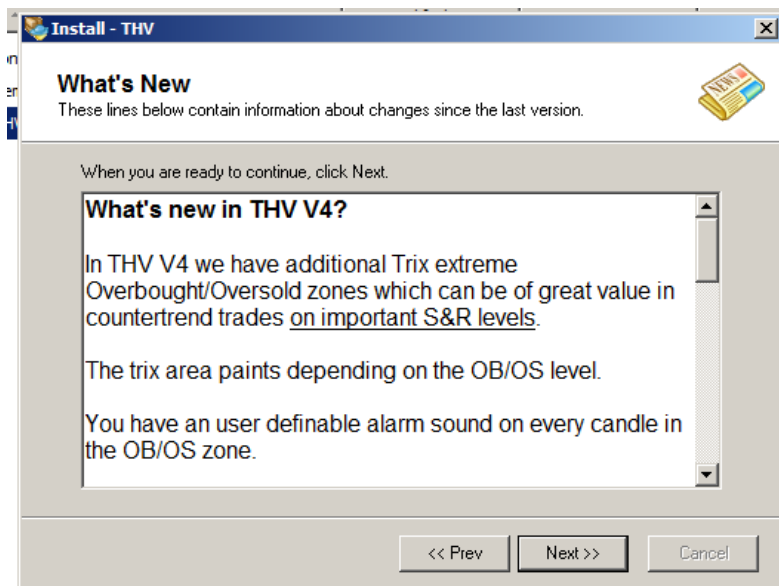 Install - THV
What's New
These lines below contain information about changes since the last version.
NEWS
When you are ready to continue, click Next.
What's new in THV V4?
In THV V4 we have additional Trix extreme
Overbought/Oversold zones which can be of great value in
countertrend trades on important S&R levels.
The trix area paints depending on the OB/OS level.
You have an user definable alarm sound on every candle in
the OB/OS zone.
<< Prev
Next >>
Cancel